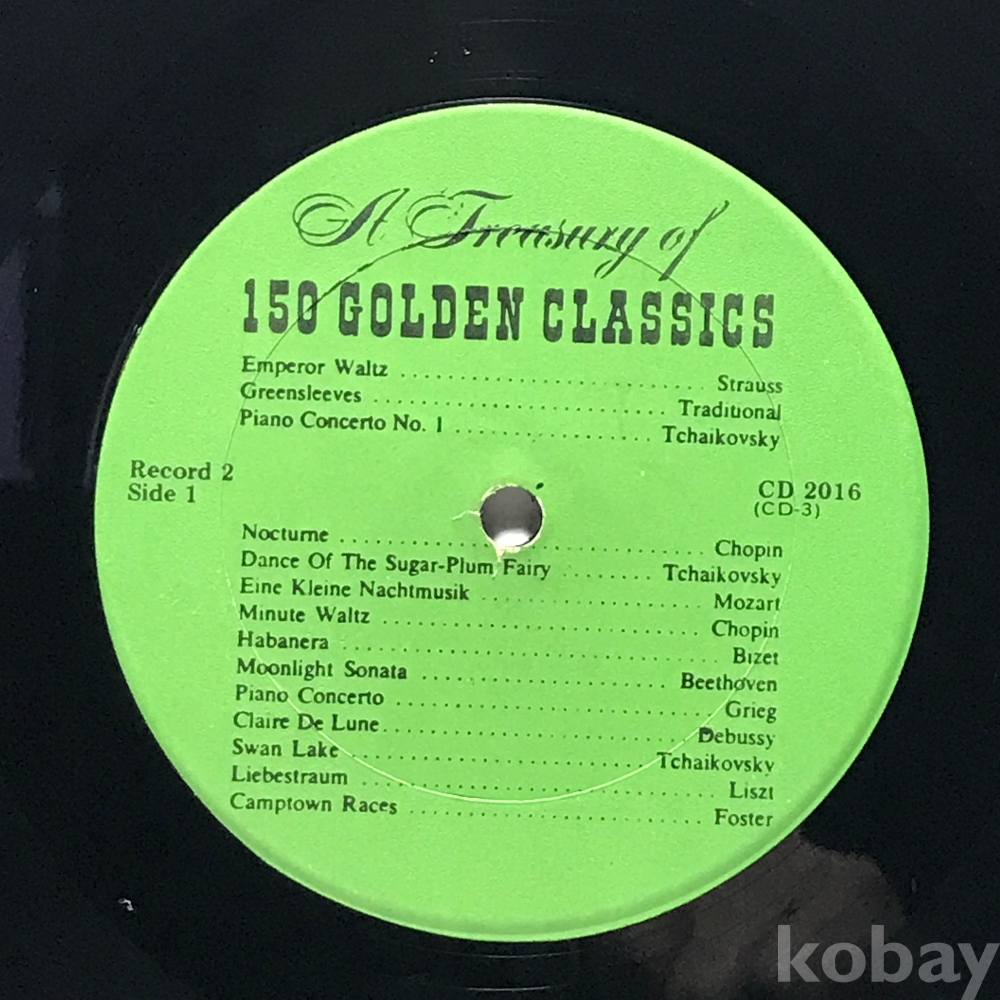 A Treasury of
150 GOLDEN CLASSICS
Emperor Waltz ........................ Strauss
Greensleeves ........................ Traditional
Piano Concerto No. 1 ................ Tchaikovsky
Record 2
Side 1
CD 2016
(CD-3)
Nocturne ........................ Chopin
Dance Of The Sugar-Plum Fairy ........ Tchaikovsky
Eine Kleine Nachtmusik ................ Mozart
Minute Waltz ........................ Chopin
Habanera ........................ Bizet
Moonlight Sonata ................ Beethoven
Piano Concerto ........................ Grieg
Claire De Lune ........................ Debussy
Swan Lake ........................ Tchaikovsky
Liebestraum ........................ Liszt
Camptown Races ................ Foster
kobay